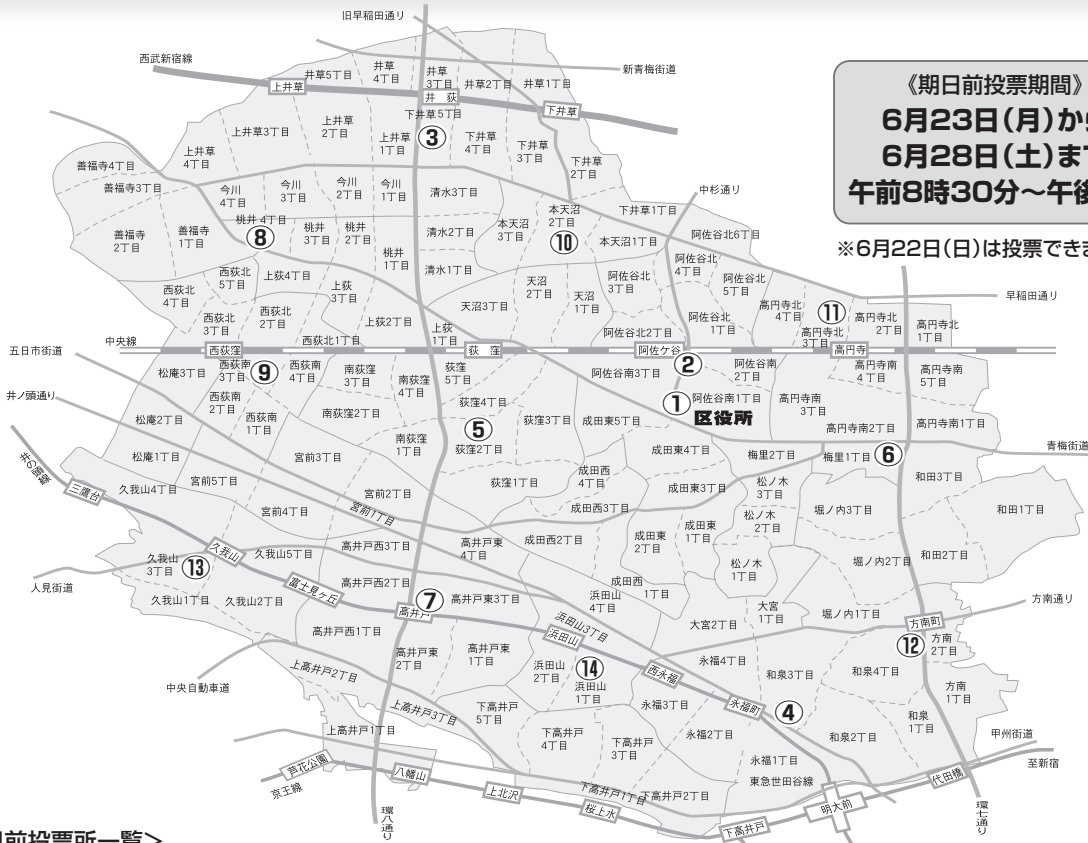 旧早稲田通り
西武新宿線
新青梅街道
井草5丁目
井草
4丁目
井草
3丁目
井草2丁目
井草1丁目
上井草
井荻
下井草
下井草5丁目
上井草3丁目
上井草
2丁目
上井草
1丁目
③
下井草
4丁目
下井草
3丁目
下井草
2丁目
上井草
4丁目
善福寺4丁目
善福寺3丁目
善福寺
2丁目
善福寺
1丁目
今川
4丁目
今川
3丁目
今川
2丁目
今川
1丁目
清水3丁目
桃井4丁目
⑧
桃井
3丁目
桃井
2丁目
桃井
1丁目
清水2丁目
清水1丁目
本天沼
3丁目
本天沼
2丁目
⑩
本天沼1丁目
下井草1丁目
中杉通り
阿佐谷北6丁目
《期日前投票期間》
6月23日(月)か
6月28日(土)ま
午前8時30分~午後
※6月22日(日)は投票でき
西荻北
5丁目
西荻北
4丁目
西荻北
3丁目
西荻北
2丁目
上荻4丁目
上荻
3丁目
上荻2丁目
上荻
1丁目
西荻北1丁目
天沼3丁目
天沼
2丁目
天沼
1丁目
阿佐谷北
3丁目
阿佐谷北
4丁目
阿佐谷北
5丁目
阿佐谷北2丁目
阿佐谷北
1丁目
高円寺北
4丁目
⑪
高円寺北
3丁目
高円寺北
2丁目
高円寺北
1丁目
早稲田通り
五日市街道
中央線
西荻窪
荻窪
阿佐ケ谷
高円寺
松庵3丁目
西荻南
3丁目
⑨
西荻南
4丁目
西荻南
2丁目
西荻南
1丁目
南荻窪
3丁目
南荻窪
4丁目
南荻窪2丁目
南荻窪
1丁目
荻窪
5丁目
荻窪4丁目
⑤
荻窪2丁目
荻窪3丁目
荻窪1丁目
②
阿佐谷南3丁目
阿佐谷南
2丁目
①
阿佐谷南1丁目
区役所
高円寺南
4丁目
高円寺南
5丁目
高円寺南
3丁目
高円寺南2丁目
高円寺南1丁目
青梅街道
井ノ頭通り
井の頭線
松庵2丁目
松庵1丁目
宮前3丁目
宮前5丁目
宮前2丁目
宮前4丁目
宮前1丁目
成田東5丁目
成田東4丁目
梅里2丁目
梅里1丁目
⑥
成田西
4丁目
成田東3丁目
成田西3丁目
成田西2丁目
成田東
2丁目
成田東
1丁目
成田西
1丁目
松ノ木
3丁目
松ノ木
2丁目
松ノ木
1丁目
堀ノ内3丁目
堀ノ内2丁目
堀ノ内1丁目
和田3丁目
和田1丁目
和田2丁目
三鷹台
久我山4丁目
久我山
3丁目
⑬
久我山
久我山5丁目
久我山1丁目
久我山2丁目
人見街道
富士見ヶ丘
高井戸西3丁目
高井戸西2丁目
高井戸西1丁目
高井戸東
4丁目
⑦
高井戸
高井戸東3丁目
高井戸東
2丁目
高井戸東
1丁目
浜田山
4丁目
浜田山3丁目
浜田山
浜田山
2丁目
⑭
浜田山
1丁目
大宮
1丁目
大宮2丁目
方南通り
方南町
⑫
方南
2丁目
方南
1丁目
永福4丁目
西永福
永福3丁目
永福町
永福2丁目
永福1丁目
④
和泉3丁目
和泉4丁目
和泉
1丁目
和泉2丁目
中央自動車道
上高井戸2丁目
上高井戸3丁目
上高井戸1丁目
下高井戸
5丁目
下高井戸
4丁目
下高井戸
3丁目
下高井戸1丁目
下高井戸2丁目
東急世田谷線
甲州街道
至新宿
芦花公園
京王線
八幡山
上北沢
桜上水
下高井戸
明大前
代田橋
環八通り
環七通り
前投票所一覧>